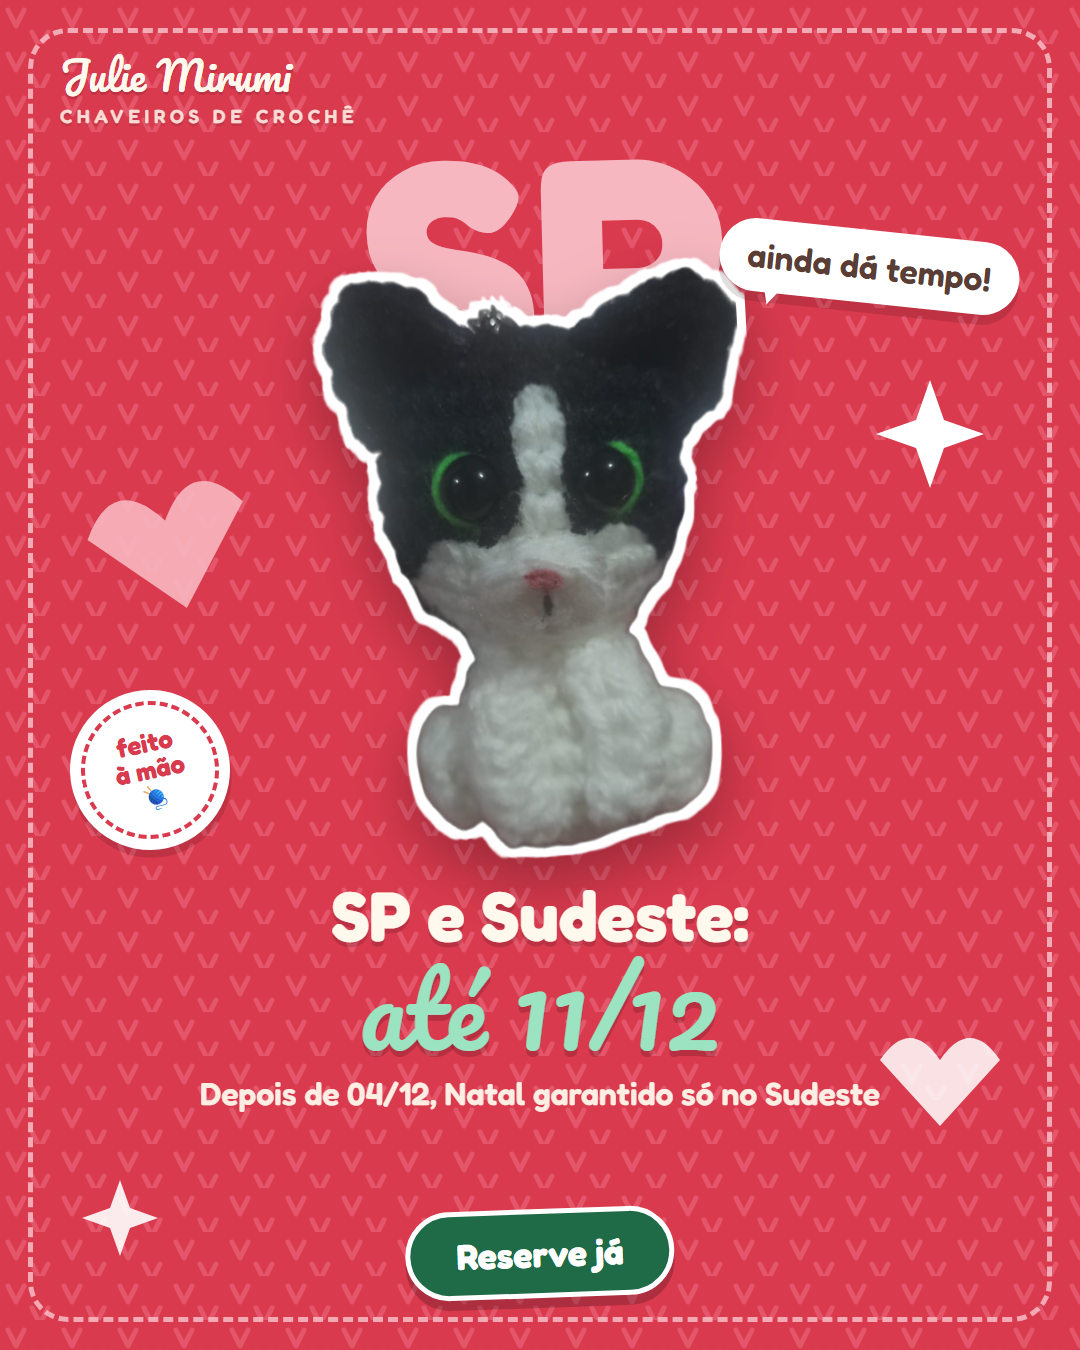 Julie Mirumi
CHAVEIROS DE CROCHÊ
SP
ainda dá tempo!
feito
à mão
SP e Sudeste:
até 11/12
Depois de 04/12, Natal garantido só no Sudeste
Reserve já